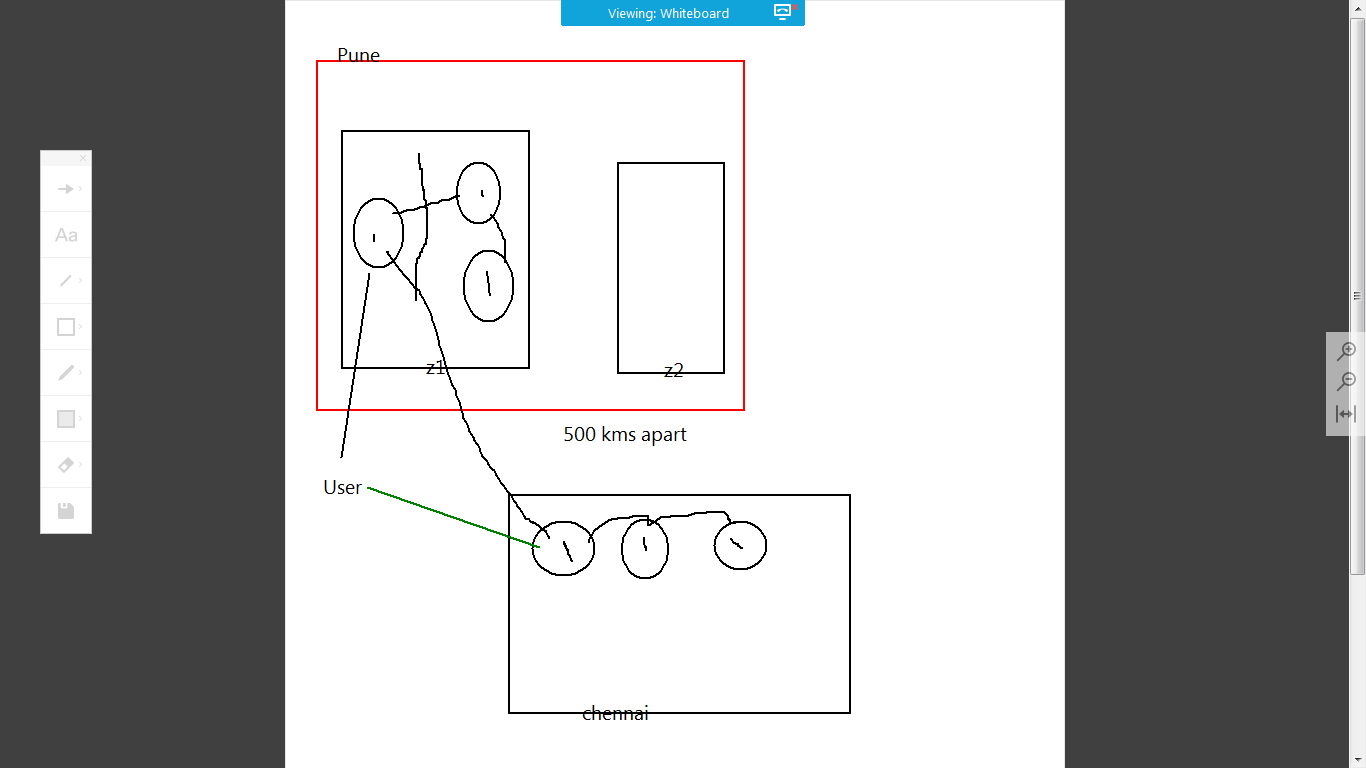 Viewing: Whiteboard
Pune
Aa
z1
z2
500 kms apart
User
chennai